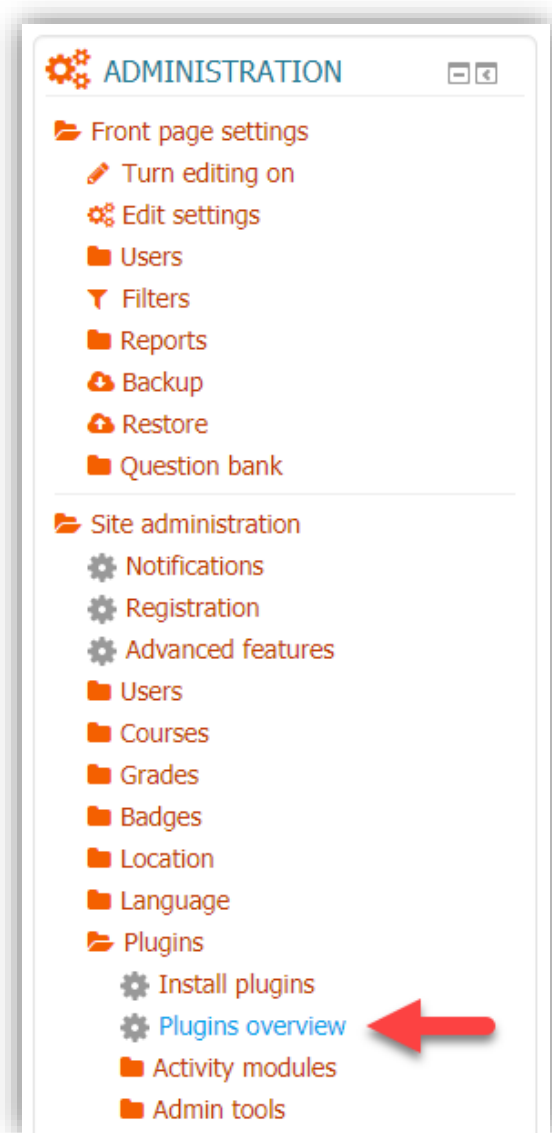 ADMINISTRATION
Front page settings
Turn editing on
Edit settings
Users
Filters
Reports
Backup
Restore
Question bank
Site administration
Notifications
Registration
Advanced features
Users
Courses
Grades
Badges
Location
Language
Plugins
Install plugins
Plugins overview
Activity modules
Admin tools